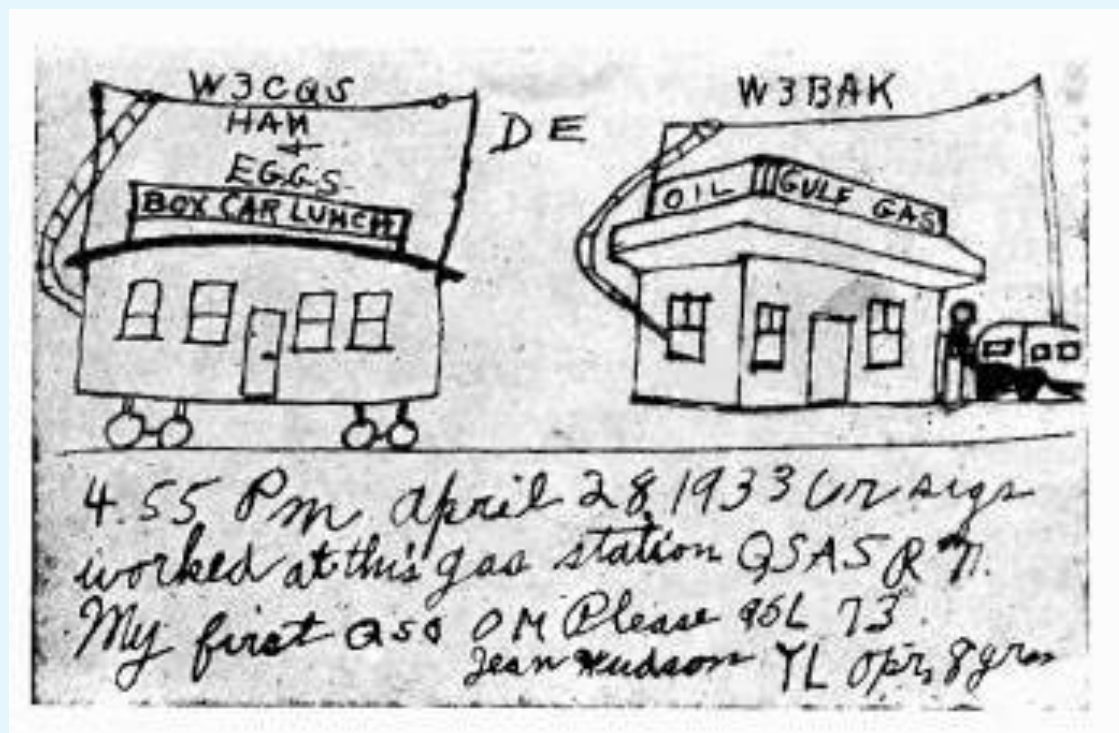 W3CQS
HAM
+
EGGS
BOX CAR LUNCH
DE
W3BAK
OIL GULF GAS
4.55 Pm April 28, 1933 Ur sigs
worked at this gas station QSA5 R 7.
My first QSO OM Please QSL 73
Jean Hudson YL opr, 8 yrs